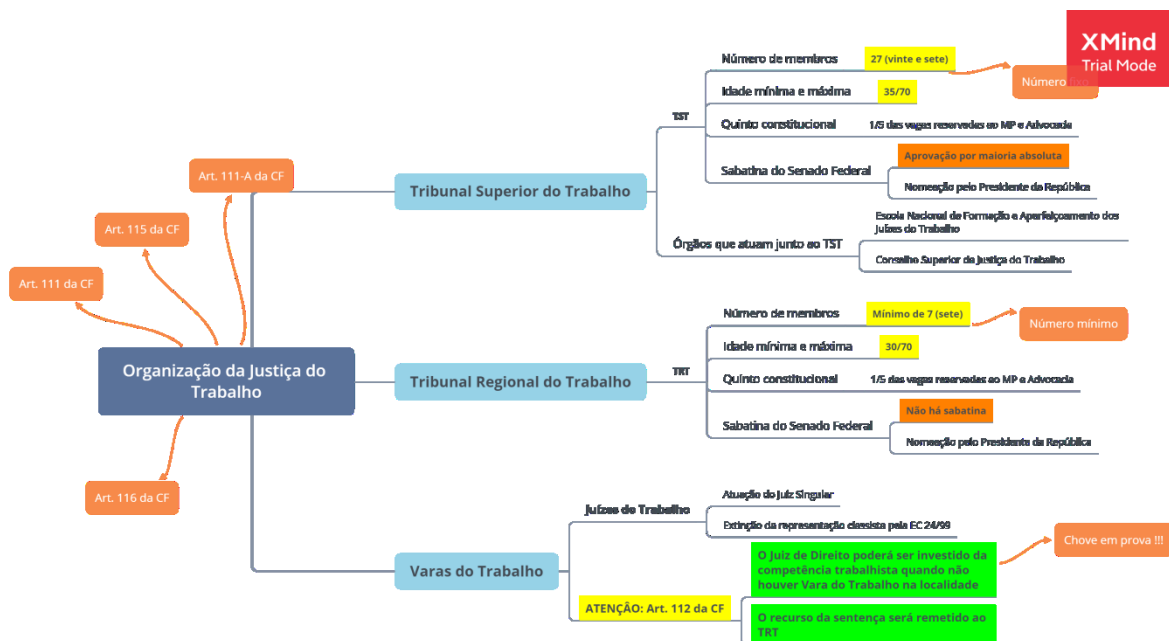 XMind
Trial Mode
Número de membros
27 (vinte e sete)
Número fixo
Idade mínima e máxima
35/70
TST
Quinto constitucional
1/5 das vagas reservadas ao MP e Advocacia
Sabatina do Senado Federal
Aprovação por maioria absoluta
Nomeação pelo Presidente da República
Tribunal Superior do Trabalho
Órgãos que atuam junto ao TST
Escola Nacional de Formação e Aperfeiçoamento dos
Juízes do Trabalho
Conselho Superior da Justiça do Trabalho
Art. 111-A da CF
Art. 115 da CF
Art. 111 da CF
Organização da Justiça do
Trabalho
Art. 116 da CF
Tribunal Regional do Trabalho
TRT
Número de membros
Mínimo de 7 (sete)
Número mínimo
Idade mínima e máxima
30/70
Quinto constitucional
1/5 das vagas reservadas ao MP e Advocacia
Sabatina do Senado Federal
Não há sabatina
Nomeação pelo Presidente da República
Varas do Trabalho
Juízes do Trabalho
Atuação do Juiz Singular
Extinção da representação classista pela EC 24/99
ATENÇÂO: Art. 112 da CF
O Juiz de Direito poderá ser investido da
competência trabalhista quando não
houver Vara do Trabalho na localidade
Chove em prova !!!
O recurso da sentença será remetido ao
TRT